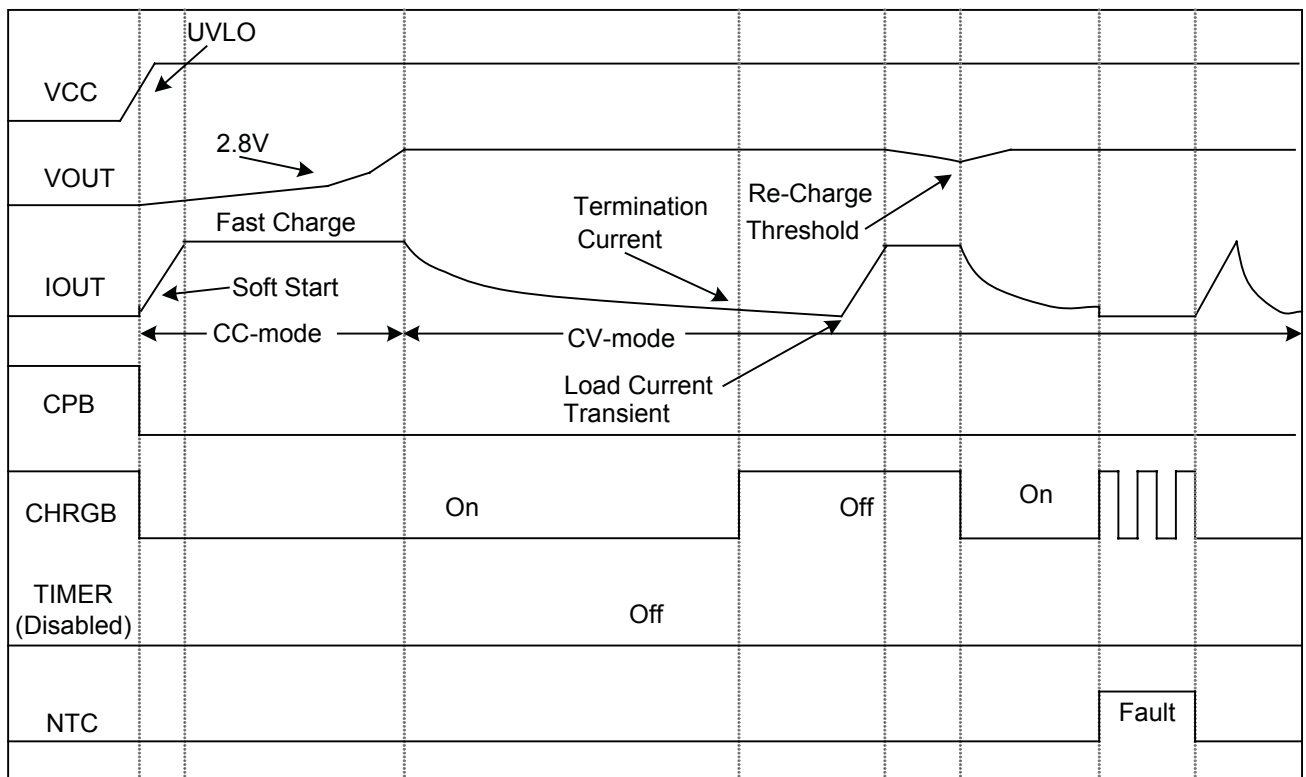 UVLO
VCC
2.8V
VOUT
Re-Charge
Threshold
Termination
Current
Fast Charge
IOUT
Soft Start
CC-mode
CV-mode
Load Current
Transient
CPB
CHRGB
On
Off
On
TIMER
(Disabled)
Off
NTC
Fault